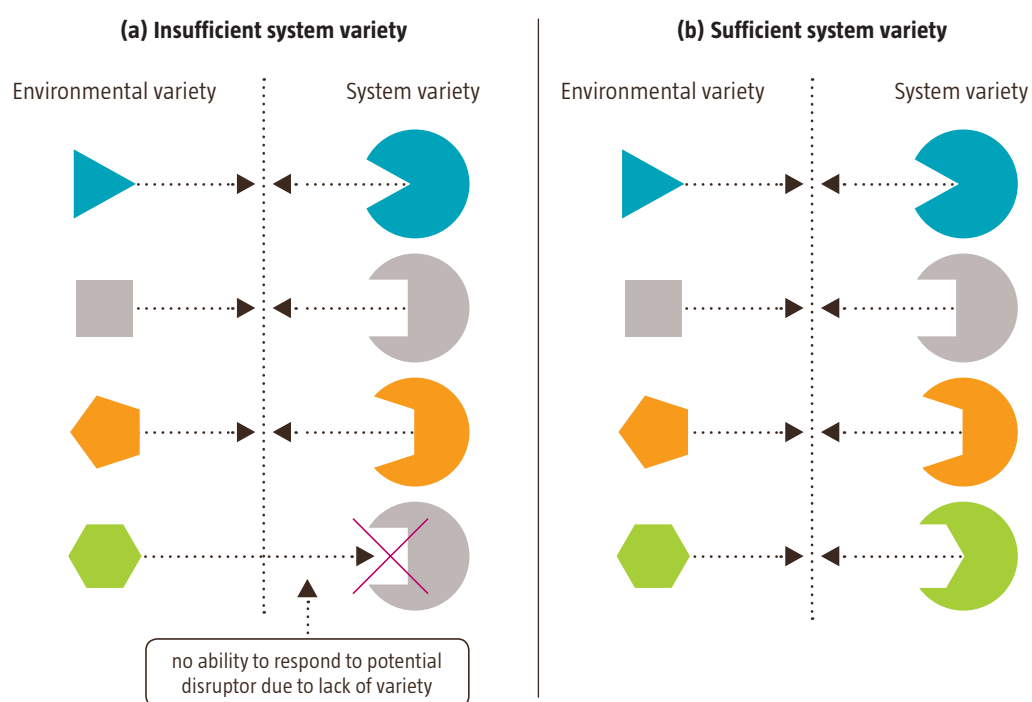 (a) Insufficient system variety
Environmental variety
System variety
no ability to respond to potential
disruptor due to lack of variety
(b) Sufficient system variety
Environmental variety
System variety